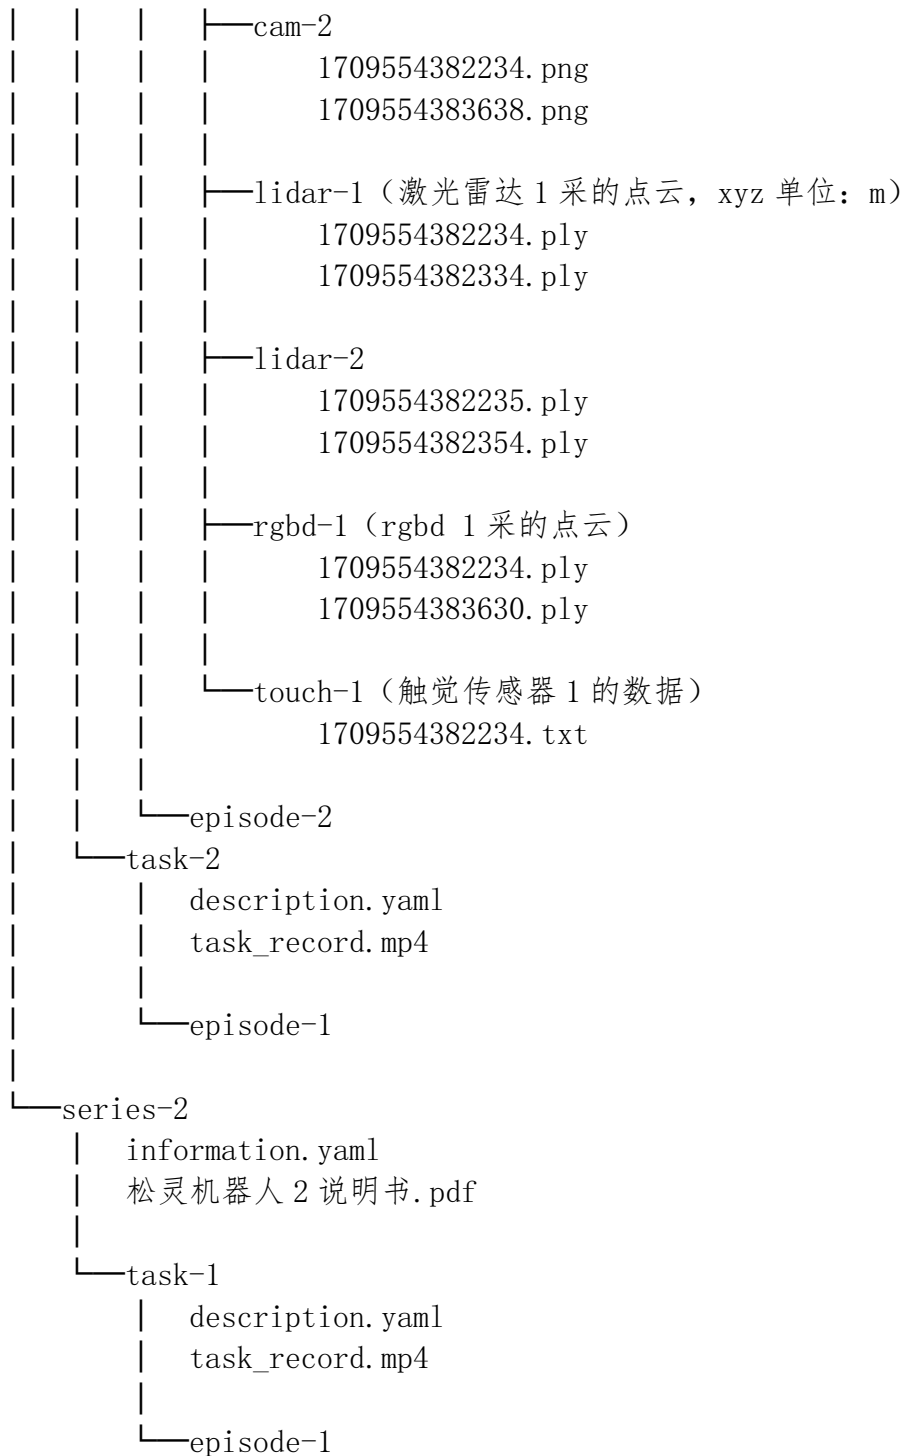 cam-2
1709554382234.png
1709554383638.png
lidar-1（激光雷达1采的点云，xyz单位：m）
1709554382234.ply
1709554382334.ply
lidar-2
1709554382235.ply
1709554382354.ply
rgbd-1（rgbd 1采的点云）
1709554382234.ply
1709554383630.ply
touch-1（触觉传感器1的数据）
1709554382234.txt
episode-2
task-2
description.yaml
task_record.mp4
episode-1
series-2
information.yaml
松灵机器人2说明书.pdf
task-1
description.yaml
task_record.mp4
episode-1